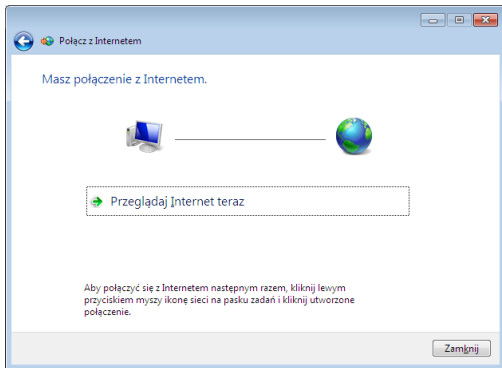 Połącz z Internetem
Masz połączenie z Internetem.
Przeglądaj Internet teraz
Aby połączyć się z Internetem następnym razem, kliknij lewym
przyciskiem myszy ikonę sieci na pasku zadań i kliknij utworzone
połączenie.
Zamknij